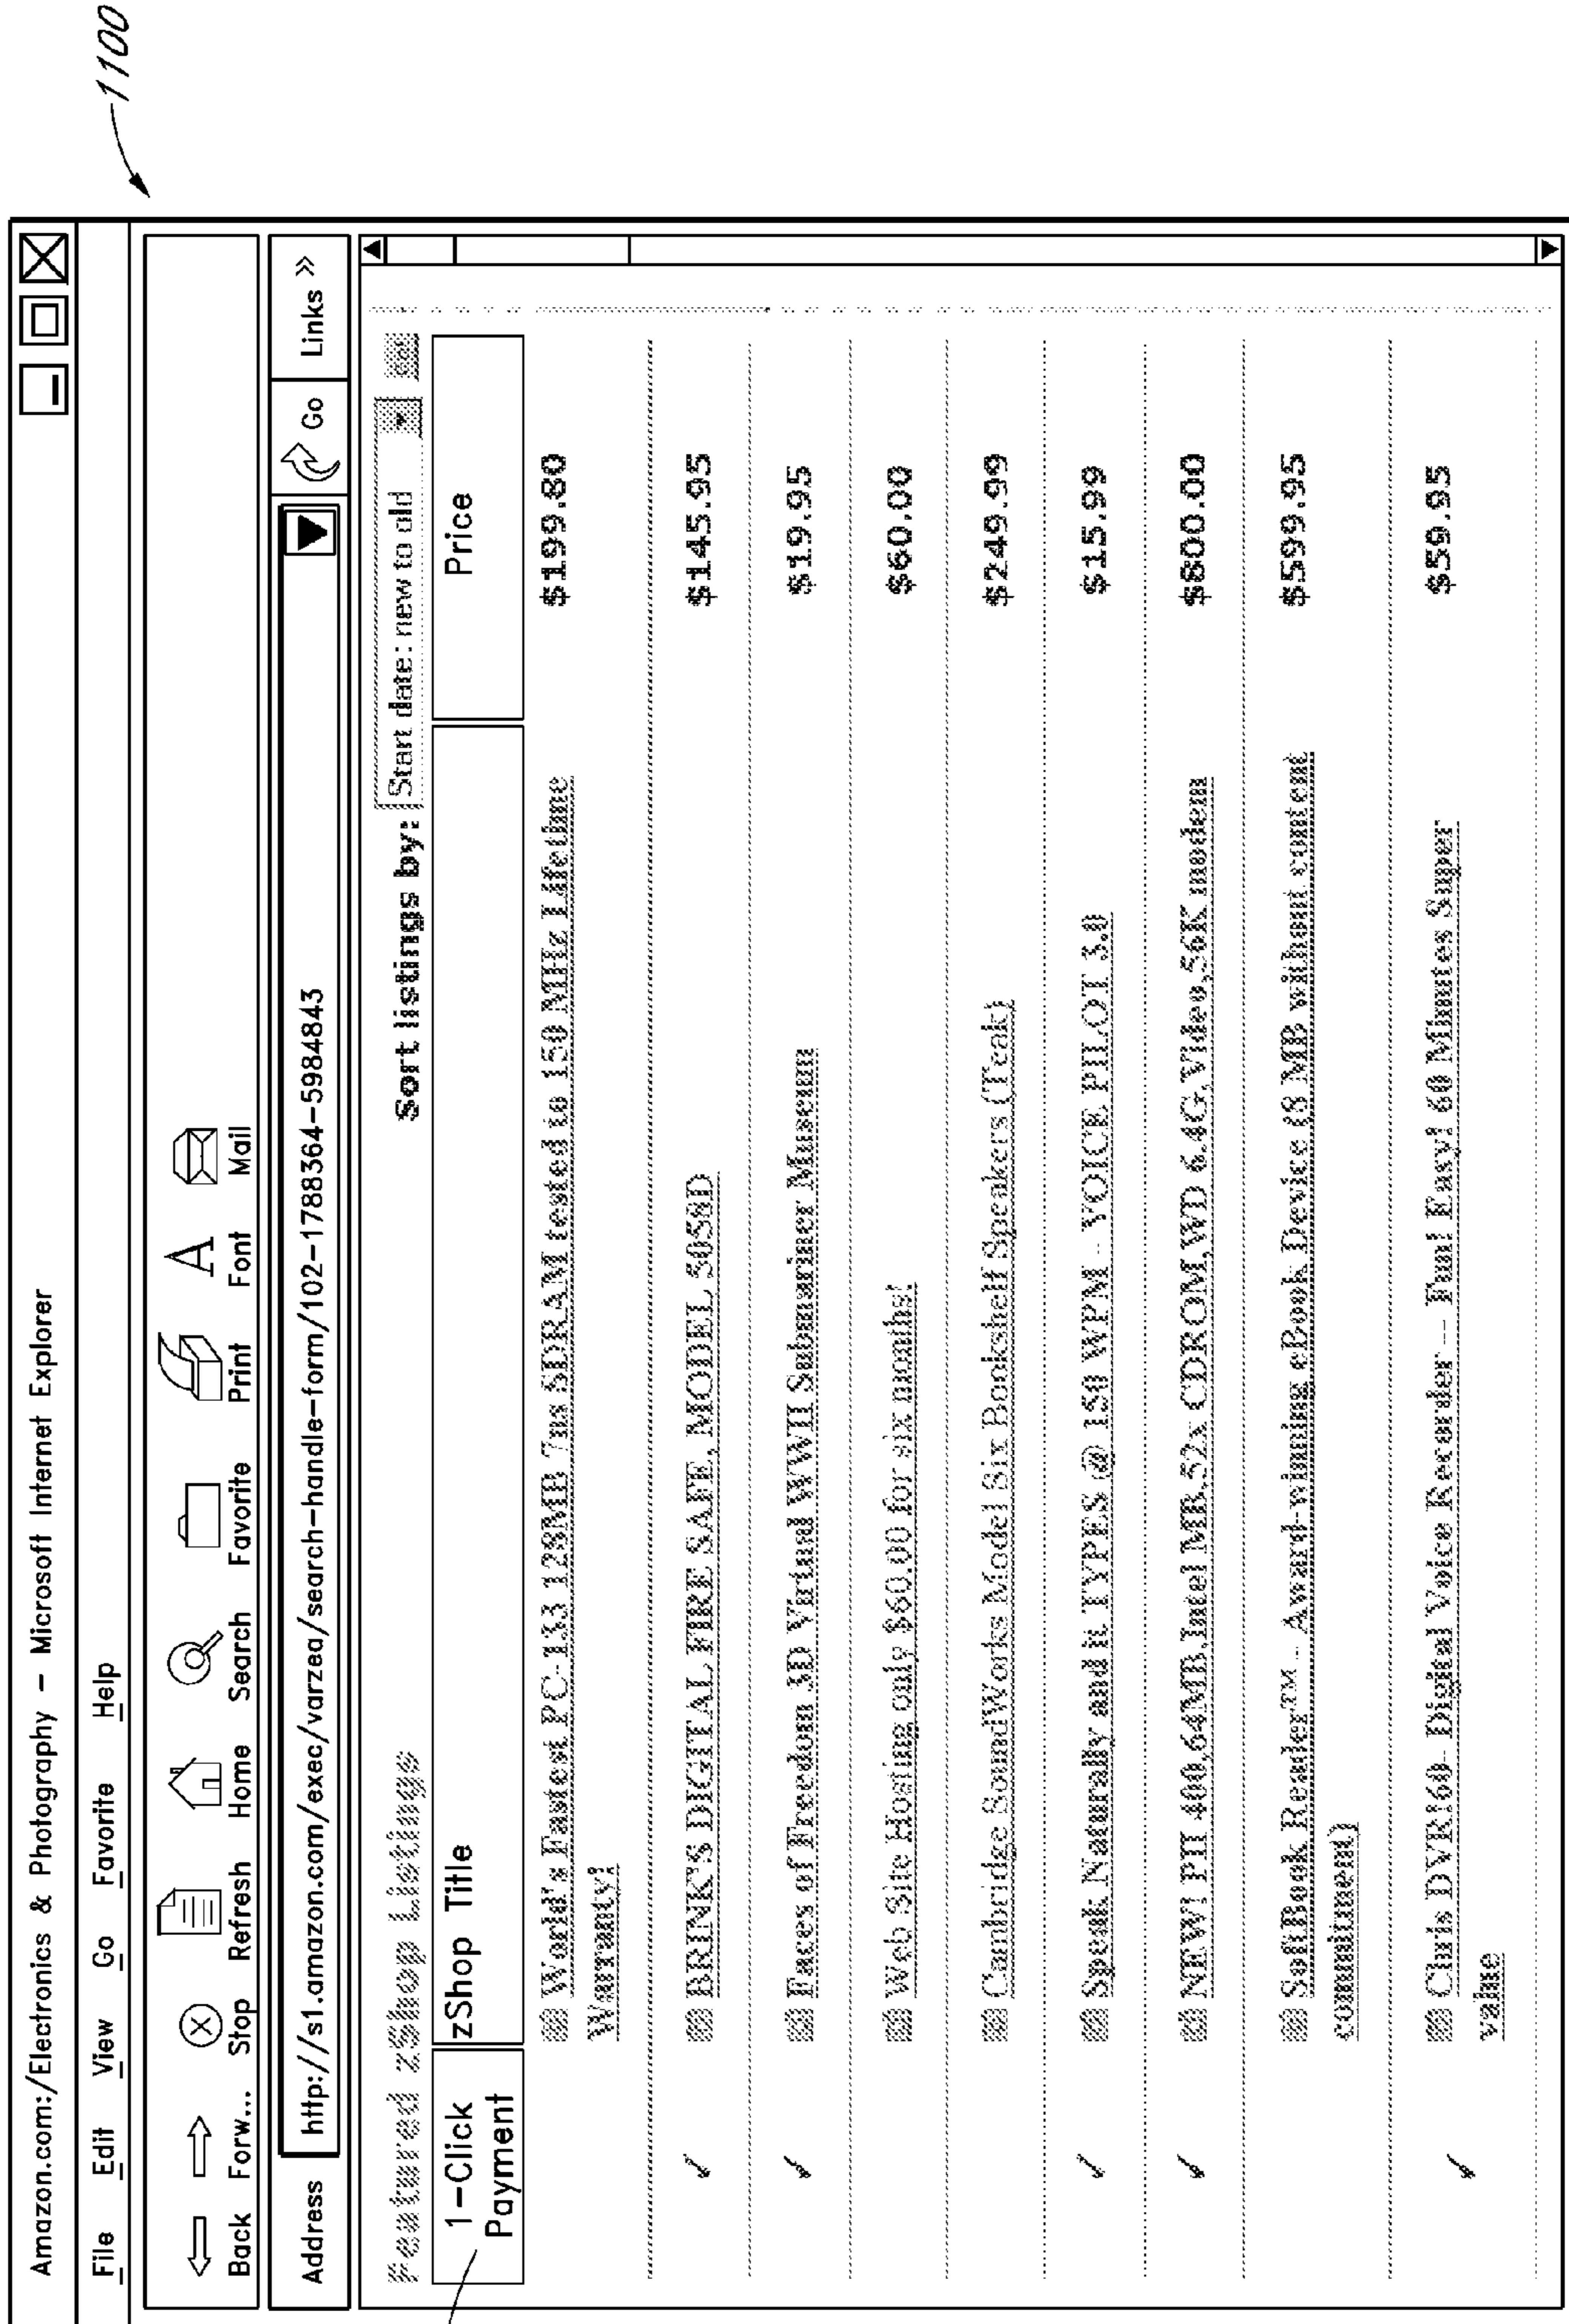 1100
Amazon.com:/Electronics & Photography - Microsoft Internet Explorer
File Edit View Go Favorite Help
Back Forw... Stop Refresh Home Search Favorite Print Font Mail
Address http://s1.amazon.com/exec/varzea/search-handle-form/102-1788364-5984843 Go Links »
Featured zShop Listings Sort listings by: Start date: new to old
1-Click Payment zShop Title Price
World's Fastest PC-133 128MB 7ns SDRAM tested to 150 MHz Lifetime $199.80
Warranty!
BRINK'S DIGITAL FIRE SAFE, MODEL 5058D $145.95
Faces of Freedom 3D Virtual WWII Submariner Museum $19.95
Web Site Hosting only $60.00 for six months! $60.00
Cambridge SoundWorks Model Six Bookshelf Speakers (Teak) $249.99
Speak Naturally and it TYPES @ 150 WPM - VOICE PILOT 3.0 $15.99
NEW! PII 400,64MB,Intel MB,52x CDROM,WD 6.4G,Video,56K modem $800.00
SoftBook Reader™ - Award-winning eBook Device (8 MB without content $599.95
commitment)
Digital Voice Recorder -- Fun! Easy! 60 Minutes Super $59.95
value